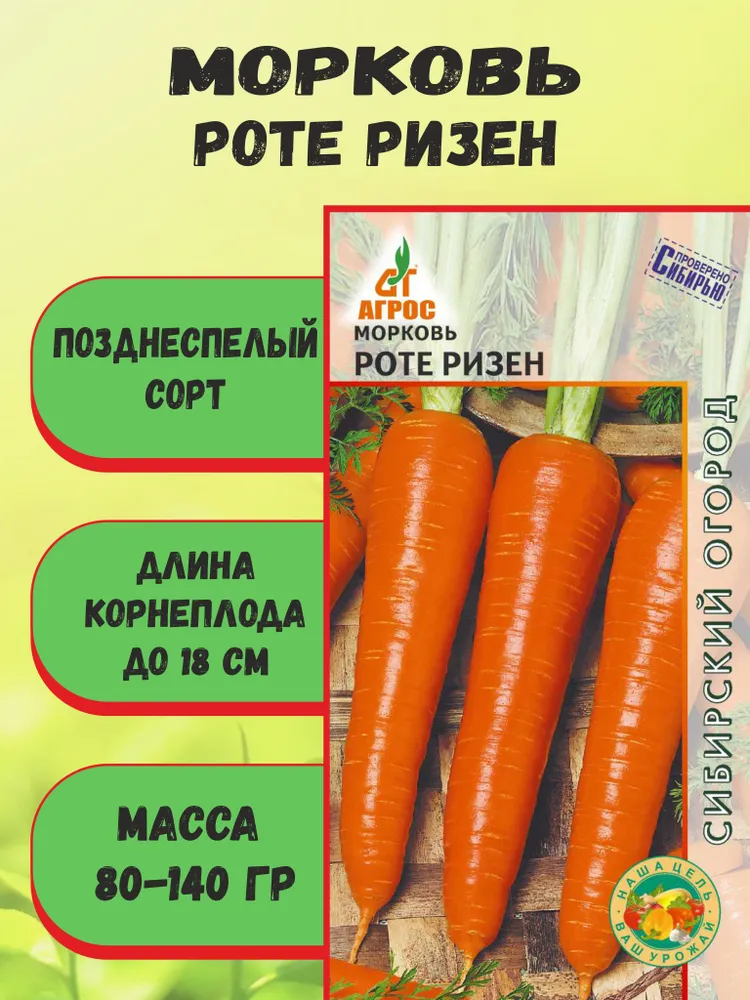 МОРКОВЬ
РОТЕ РИЗЕН
ПОЗДНЕСПЕЛЫЙ
СОРТ
ДЛИНА
КОРНЕПЛОДА
ДО 18 СМ
МАССА
80-140 ГР
АГРОС
МОРКОВЬ
РОТЕ РИЗЕН
ПРОВЕРЕНО
СИБИРЬЮ
СИБИРСКИЙ ОГОРОД
НАША ЦЕЛЬ
ВАШ УРОЖАЙ